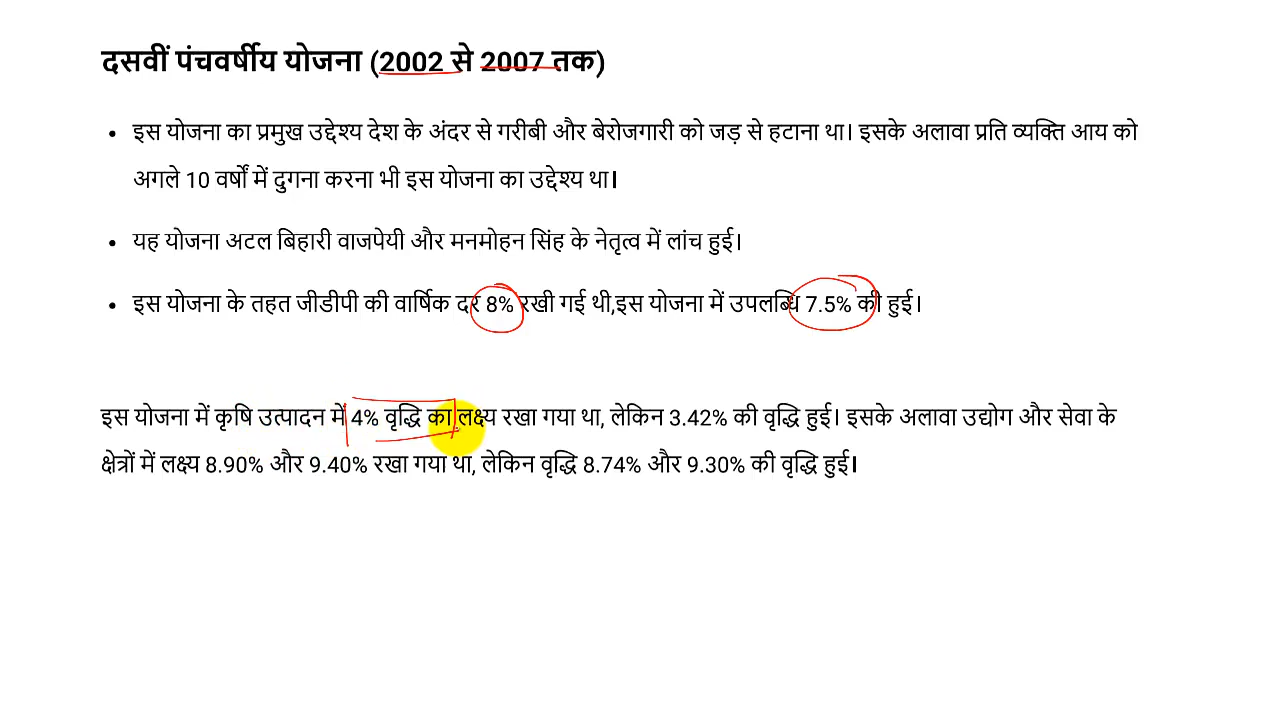 दसवीं पंचवर्षीय योजना (2002 से 2007 तक)
• इस योजना का प्रमुख उद्देश्य देश के अंदर से गरीबी और बेरोजगारी को जड़ से हटाना था। इसके अलावा प्रति व्यक्ति आय को
अगले 10 वर्षों में दुगना करना भी इस योजना का उद्देश्य था।
• यह योजना अटल बिहारी वाजपेयी और मनमोहन सिंह के नेतृत्व में लांच हुई।
• इस योजना के तहत जीडीपी की वार्षिक दर 8% रखी गई थी,इस योजना में उपलब्धि 7.5% की हुई।
इस योजना में कृषि उत्पादन में 4% वृद्धि का लक्ष्य रखा गया था, लेकिन 3.42% की वृद्धि हुई। इसके अलावा उद्योग और सेवा के
क्षेत्रों में लक्ष्य 8.90% और 9.40% रखा गया था, लेकिन वृद्धि 8.74% और 9.30% की वृद्धि हुई।